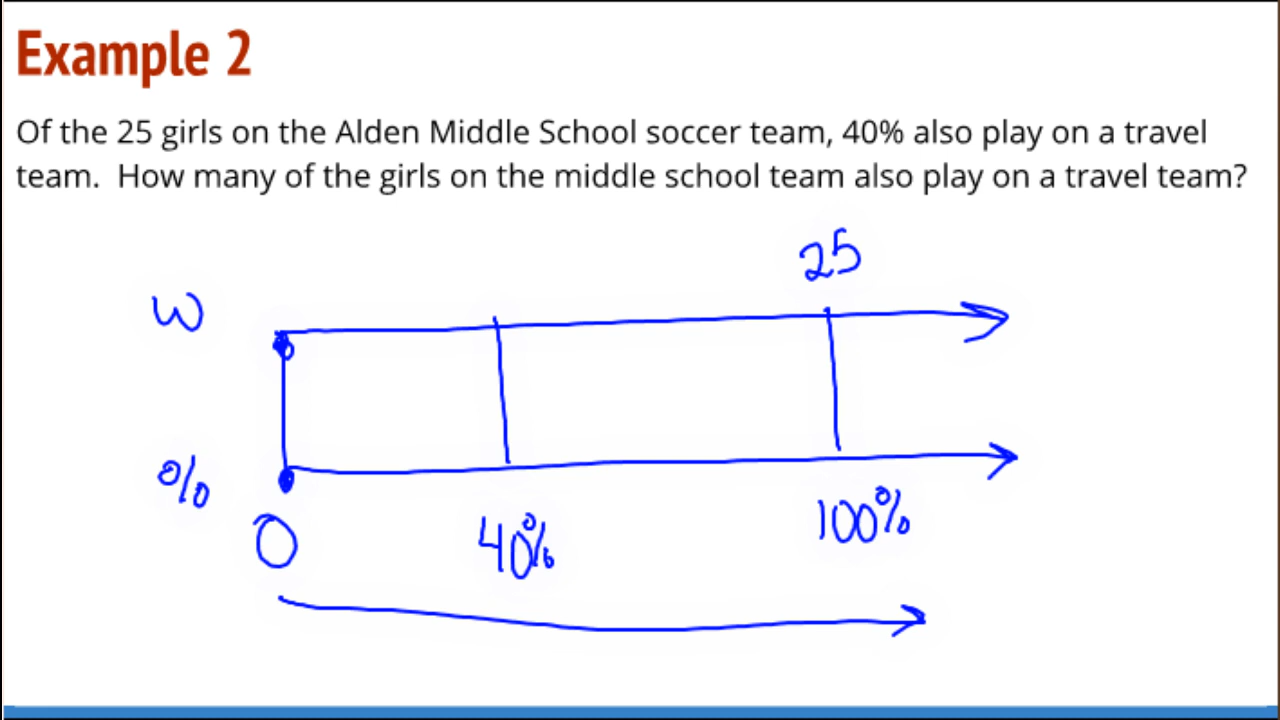 Example 2
Of the 25 girls on the Alden Middle School soccer team, 40% also play on a travel
team. How many of the girls on the middle school team also play on a travel team?
25
W
%
0
40%
100%